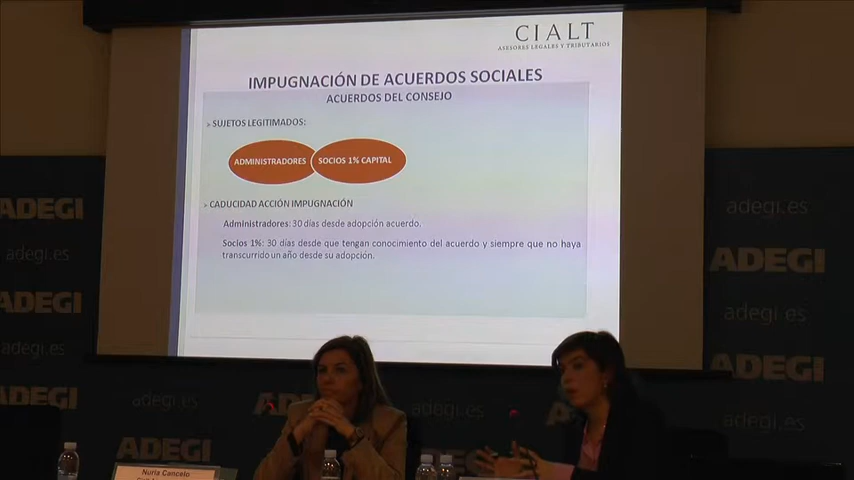 CIALT
ASESORES LEGALES Y TRIBUTARIOS
IMPUGNACIÓN DE ACUERDOS SOCIALES
ACUERDOS DEL CONSEJO
> SUJETOS LEGITIMADOS:
ADMINISTRADORES
SOCIOS 1% CAPITAL
> CADUCIDAD ACCIÓN IMPUGNACIÓN
Administradores: 30 días desde adopción acuerdo.
Socios 1%: 30 días desde que tengan conocimiento del acuerdo y siempre que no haya
transcurrido un año desde su adopción.
ADEGI
adegi.es
ADEGI
adegi.es
ADEGI
adegi.es
ADEGI
adegi.es
ADEGI
adegi.es
ADEGI
adegi.es
adegi.es
ADEGI
Nuria Cancelo